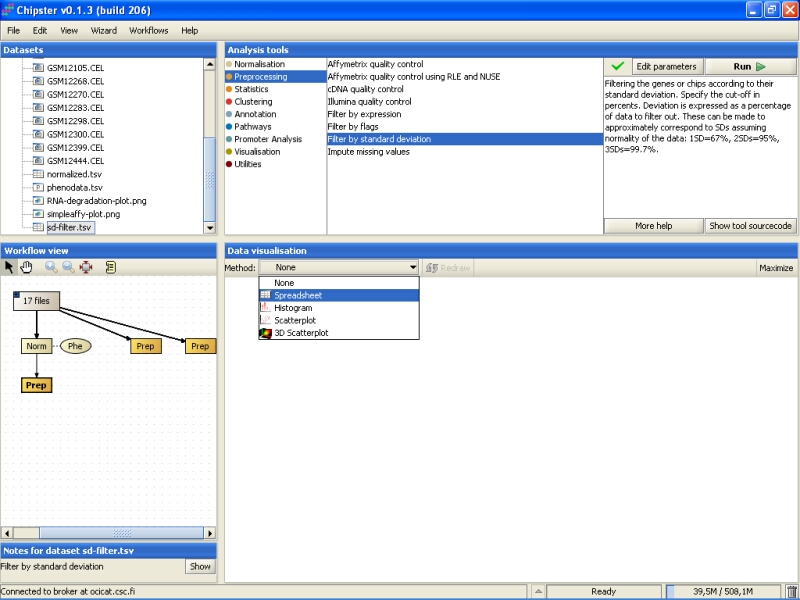 Chipster v0.1.3 (build 206)
File Edit View Wizard Workflows Help
Datasets
GSM12105.CEL
GSM12268.CEL
GSM12270.CEL
GSM12283.CEL
GSM12298.CEL
GSM12300.CEL
GSM12399.CEL
GSM12444.CEL
normalized.tsv
phenodata.tsv
RNA-degradation-plot.png
simpleaffy-plot.png
sd-filter.tsv
Analysis tools
Normalisation
Preprocessing
Statistics
Clustering
Annotation
Pathways
Promoter Analysis
Visualisation
Utilities
Affymetrix quality control
Affymetrix quality control using RLE and NUSE
cDNA quality control
Illumina quality control
Filter by expression
Filter by flags
Filter by standard deviation
Impute missing values
Edit parameters
Run
Filtering the genes or chips according to their
standard deviation. Specify the cut-off in
percents. Deviation is expressed as a percentage
of data to filter out. These can be made to
approximately correspond to SDs assuming
normality of the data: 1SD=67%, 2SDs=95%,
3SDs=99.7%.
More help
Show tool sourcecode
Workflow view
17 files
Norm
Phe
Prep
Prep
Prep
Notes for dataset sd-filter.tsv
Filter by standard deviation
Show
Data visualisation
Method: None
Redraw
Maximize
None
Spreadsheet
Histogram
Scatterplot
3D Scatterplot
Connected to broker at ocicat.csc.fi
Ready
39,5M / 508,1M